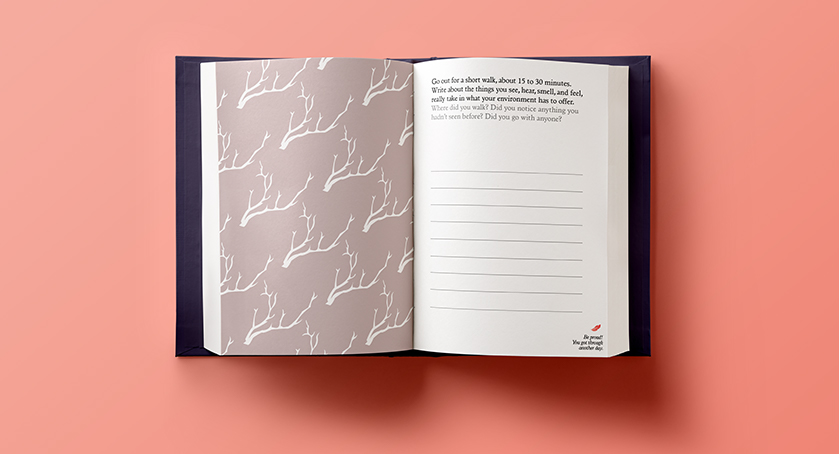 Go out for a short walk, about 15 to 30 minutes.
Write about the things you see, hear, smell, and feel,
really take in what your environment has to offer.
Where did you walk? Did you notice anything you
hadn't seen before? Did you go with anyone?
Be proud!
You got through
another day.